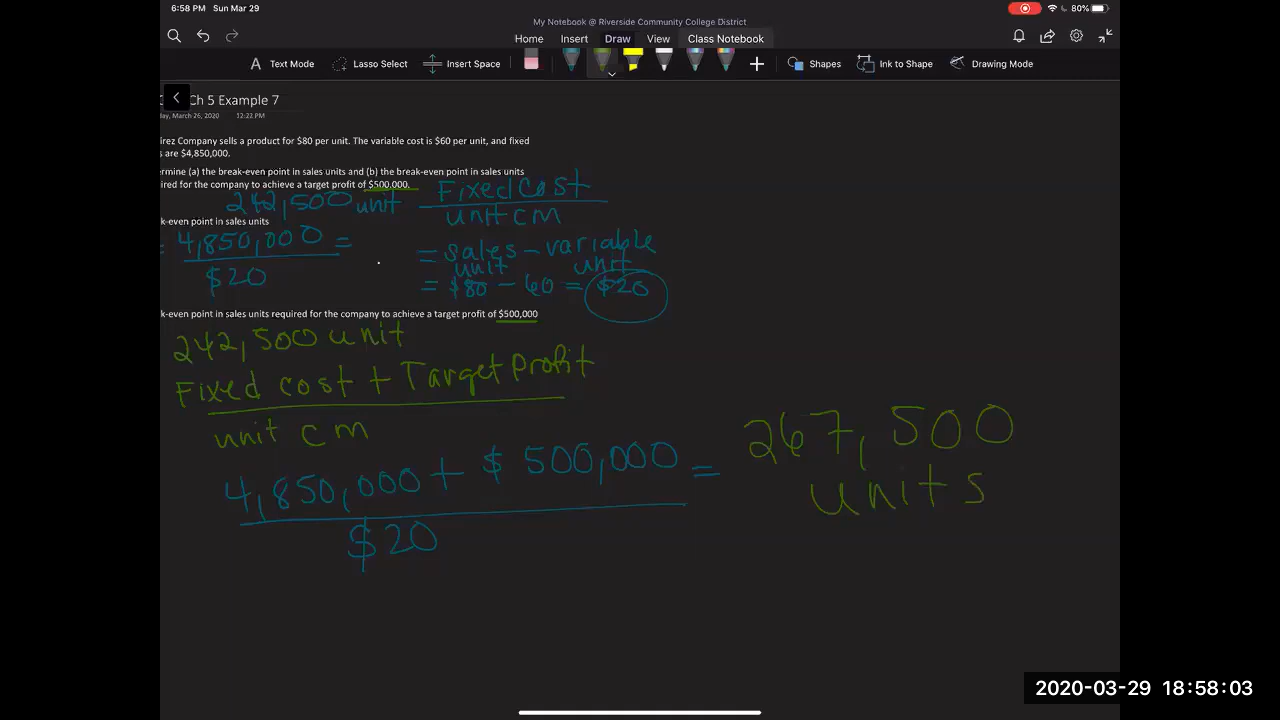 6:58 PM Sun Mar 29
80%
My Notebook @ Riverside Community College District
Home Insert Draw View Class Notebook
Text Mode Lasso Select Insert Space Shapes Ink to Shape Drawing Mode
Ch 5 Example 7
March 26, 2020 12:22 PM
Company sells a product for $80 per unit. The variable cost is $60 per unit, and fixed
are $4,850,000.
(a) the break-even point in sales units and (b) the break-even point in sales units
for the company to achieve a target profit of $500,000.
242,500 unit Fixed Cost
unit cm
-even point in sales units
= 4,850,000 =
$20
= sales - variable
unit unit
= $80 - 60 = $20
-even point in sales units required for the company to achieve a target profit of $500,000
242,500 unit
Fixed cost + Target Profit
unit cm
4,850,000 + $ 500,000 =
$20
267,500
units
2020-03-29 18:58:03